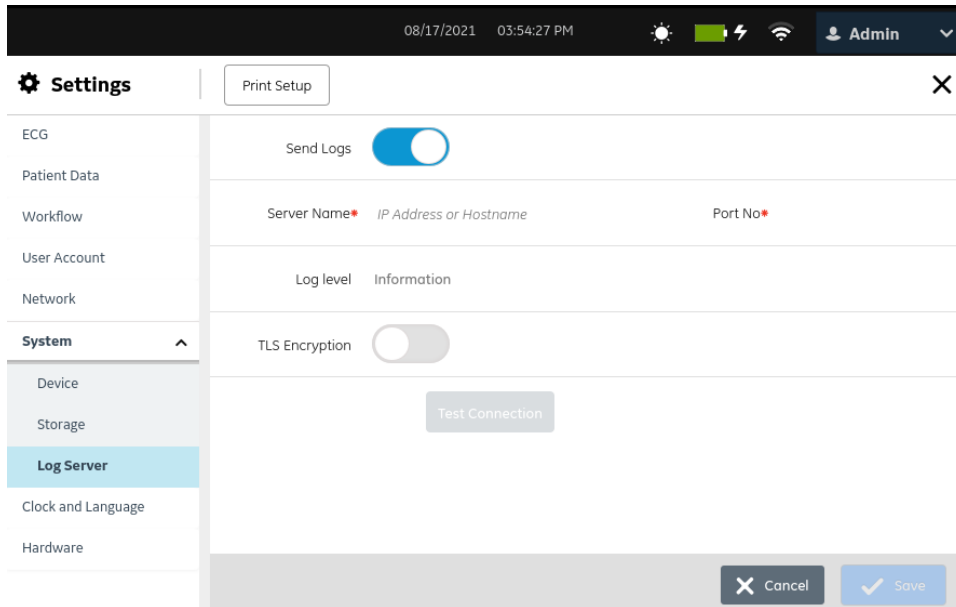 08/17/2021 03:54:27 PM Admin
Settings Print Setup
ECG
Patient Data
Workflow
User Account
Network
System
Device
Storage
Log Server
Clock and Language
Hardware
Send Logs
Server Name* IP Address or Hostname Port No*
Log level Information
TLS Encryption
Test Connection
Cancel Save